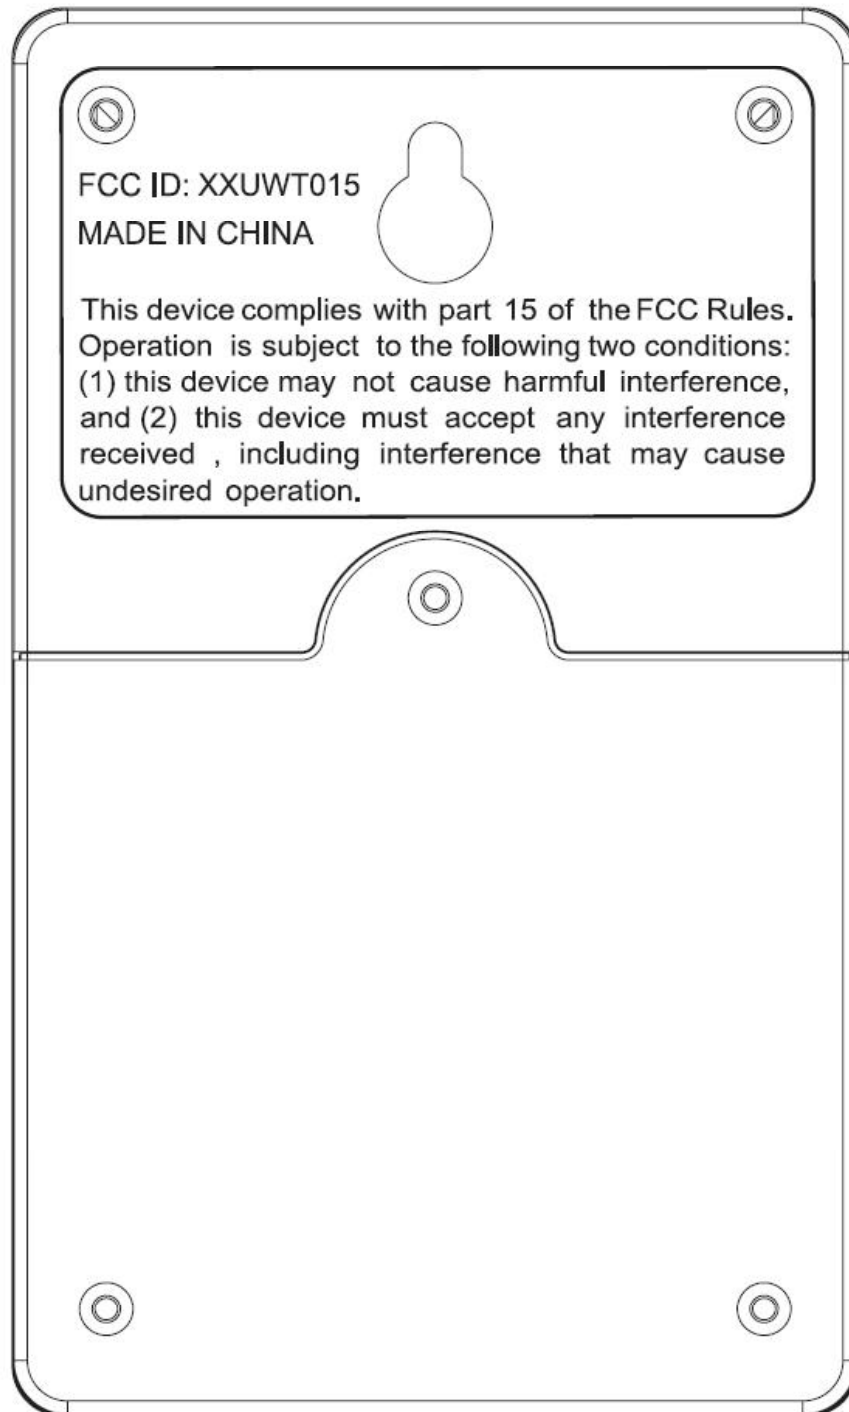 FCC ID: XXUWT015
MADE IN CHINA
This device complies with part 15 of the FCC Rules.
Operation is subject to the following two conditions:
(1) this device may not cause harmful interference,
and (2) this device must accept any interference
received , including interference that may cause
undesired operation.